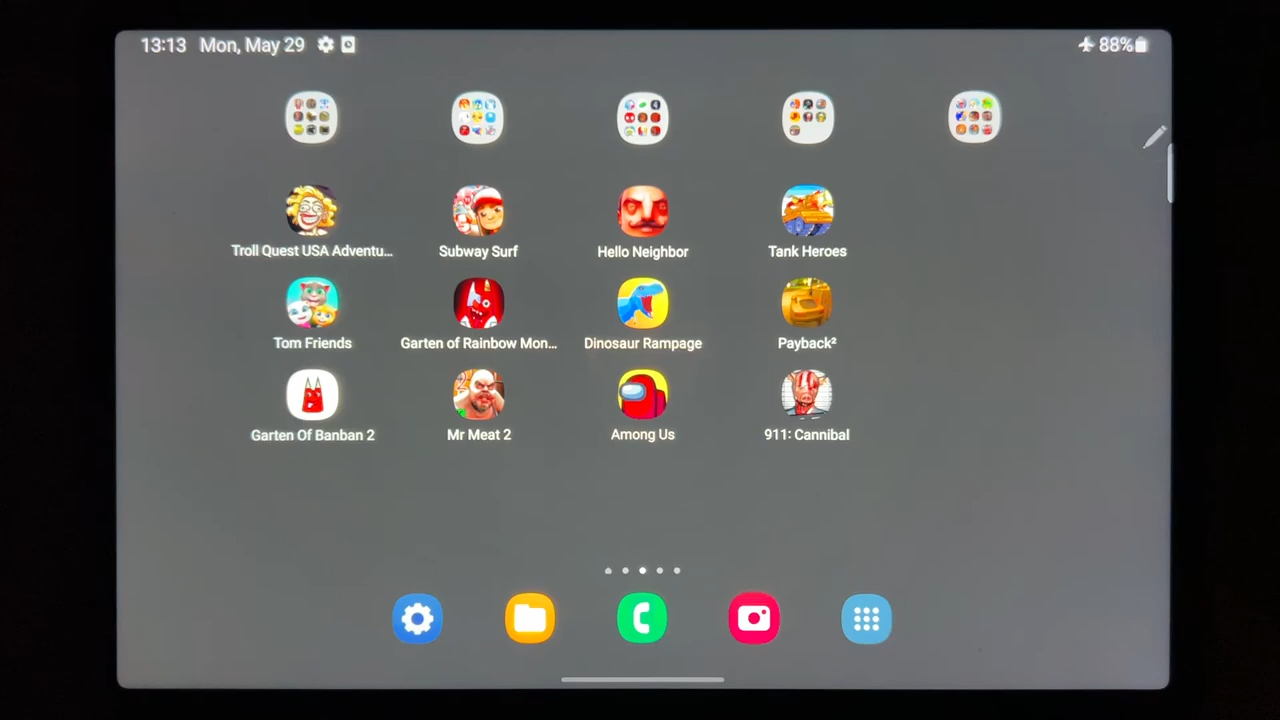 13:13 Mon, May 29
88%
Troll Quest USA Adventu...
Subway Surf
Hello Neighbor
Tank Heroes
Tom Friends
Garten of Rainbow Mon...
Dinosaur Rampage
Payback²
Garten Of Banban 2
Mr Meat 2
Among Us
911: Cannibal